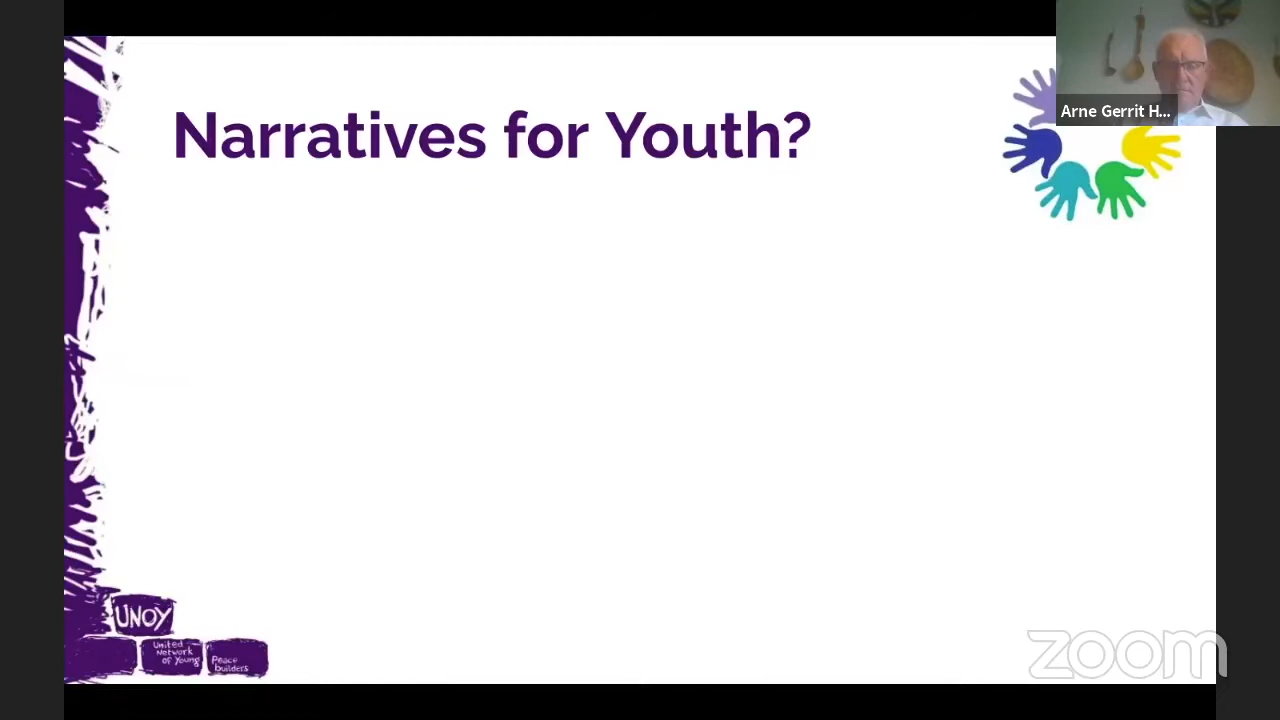 Narratives for Youth?
Arne Gerrit H...
UNOY
United
Network
of Young
Peace
builders
zoom